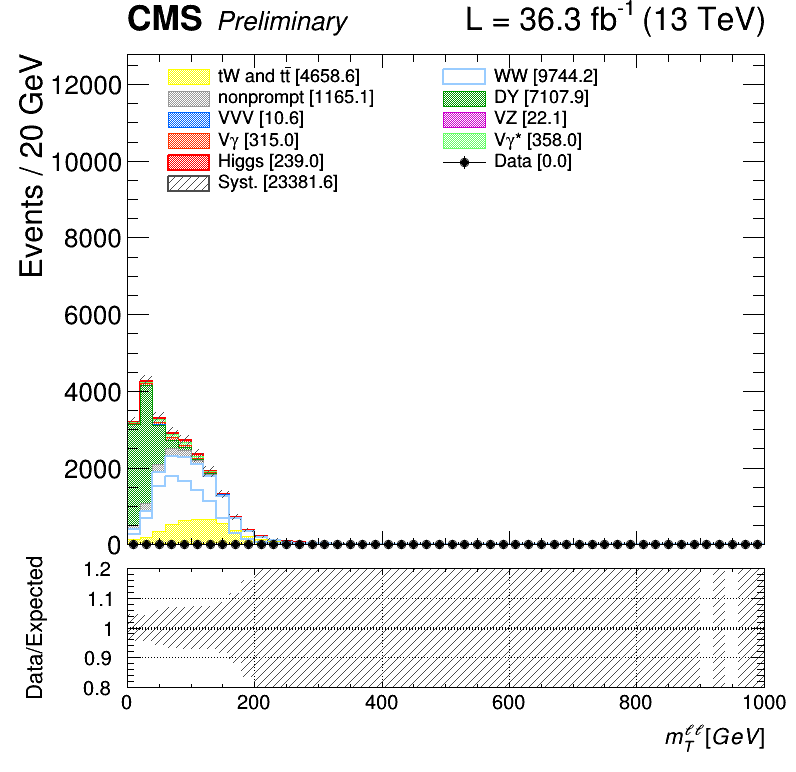 CMS Preliminary L = 36.3 fb⁻¹ (13 TeV)
Events / 20 GeV
12000
10000
8000
6000
4000
2000
0
tW and tt̄ [4658.6]
nonprompt [1165.1]
VVV [10.6]
Vγ [315.0]
Higgs [239.0]
Syst. [23381.6]
WW [9744.2]
DY [7107.9]
VZ [22.1]
Vγ* [358.0]
Data [0.0]
Data/Expected
1.2
1.1
1
0.9
0.8
0 200 400 600 800 1000
m_T^ℓℓ [GeV]